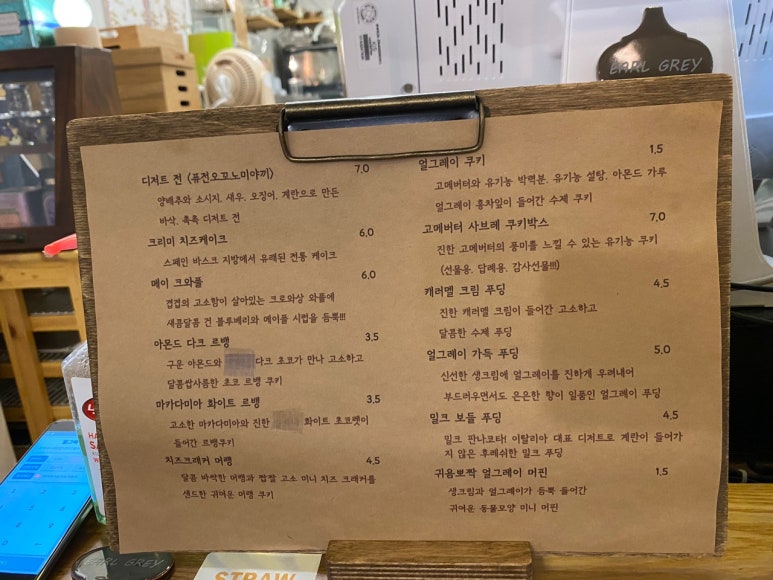 EARL GREY
디저트 전 <퓨전오꼬노미야끼> 7.0
양배추와 소시지, 새우, 오징어, 계란으로 만든
바삭, 촉촉 디저트 전
크리미 치즈케이크 6.0
스페인 바스크 지방에서 유래된 전통 케이크
메이 크와플 6.0
겹겹의 고소함이 살아있는 크로와상 와플에
새콤달콤 건 블루베리와 메이플 시럽을 듬뿍!!!
아몬드 다크 르뱅 3.5
구운 아몬드와 다크 초코가 만나 고소하고
달콤쌉사름한 초코 르뱅 쿠키
마카다미아 화이트 르뱅 3.5
고소한 마카다미아와 진한 화이트 초코렛이
들어간 르뱅쿠키
치즈크래커 머랭 4.5
달콤 바싹한 머랭과 짭짤 고소 미니 치즈 크래커를
샌드한 귀여운 머랭 쿠키
얼그레이 쿠키 1.5
고메버터와 유기농 박력분, 유기농 설탕, 아몬드 가루
얼그레이 홍차잎이 들어간 수제 쿠키
고메버터 사브레 쿠키박스 7.0
진한 고메버터의 풍미를 느낄 수 있는 유기농 쿠키
(선물용, 답례용, 감사선물!!!)
캐러멜 크림 푸딩 4.5
진한 캐러멜 크림이 들어간 고소하고
달콤한 수제 푸딩
얼그레이 가득 푸딩 5.0
신선한 생크림에 얼그레이를 진하게 우려내어
부드러우면서도 은은한 향이 일품인 얼그레이 푸딩
밀크 보들 푸딩 4.5
밀크 판나코타! 이탈리아 대표 디저트로 계란이 들어가
지 않은 후레쉬한 밀크 푸딩
귀욤뽀짝 얼그레이 머핀 1.5
생크림과 얼그레이가 듬뿍 들어간
귀여운 동물모양 미니 머핀
EARL GREY
STRAW